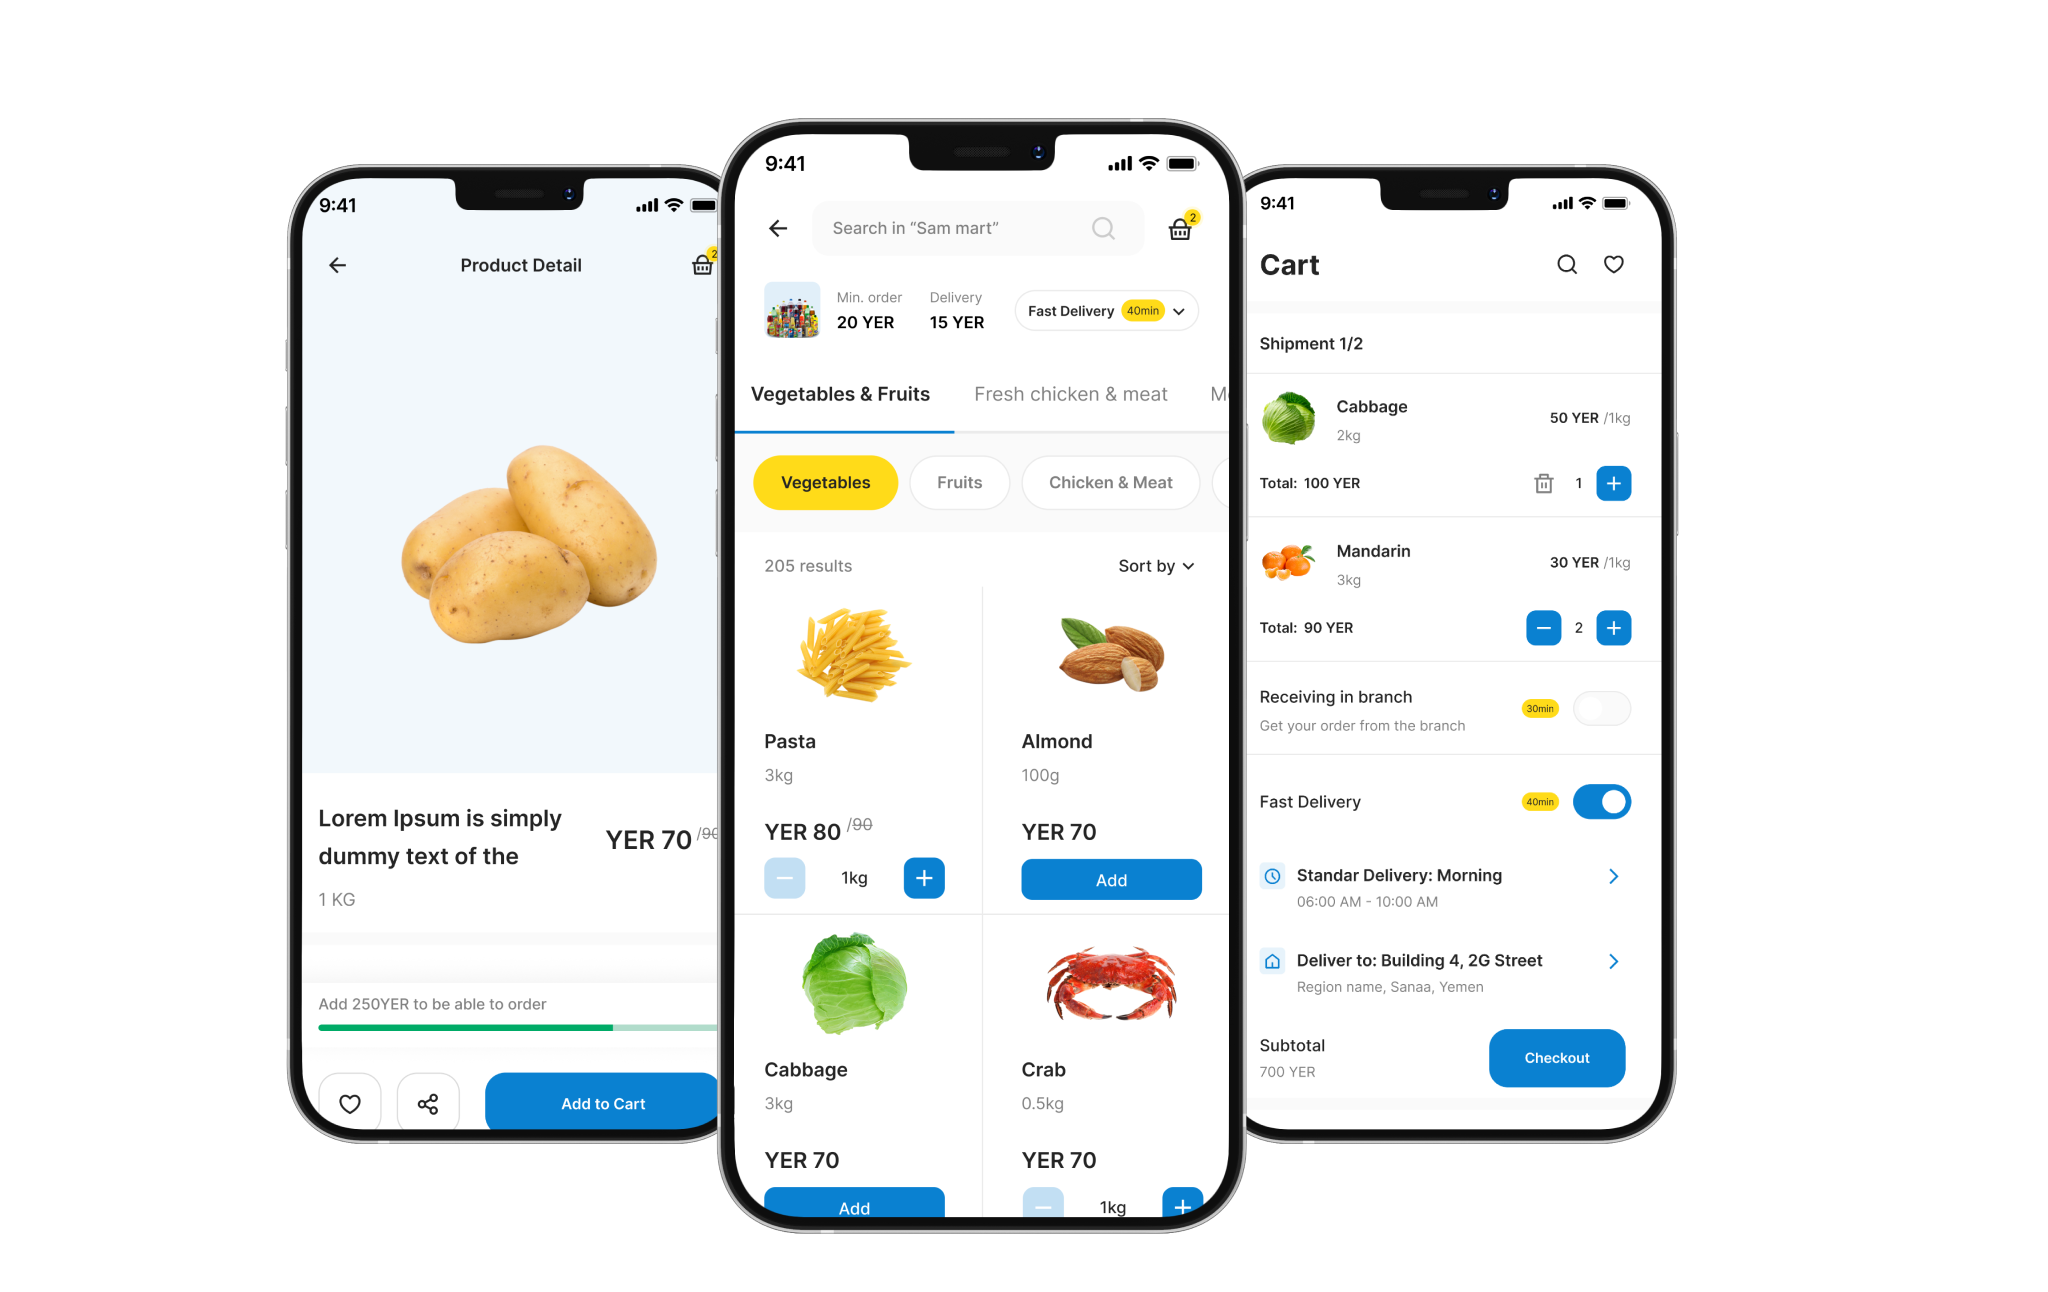 9:41
Product Detail
2
Lorem Ipsum is simply
dummy text of the
YER 70 /90
1 KG
Add 250YER to be able to order
Add to Cart
9:41
Search in “Sam mart”
2
Min. order
20 YER
Delivery
15 YER
Fast Delivery 40min
Vegetables & Fruits Fresh chicken & meat
Vegetables Fruits Chicken & Meat
205 results Sort by
Pasta
3kg
YER 80 /90
1kg
Almond
100g
YER 70
Add
Cabbage
3kg
YER 70
Add
Crab
0.5kg
YER 70
1kg
9:41
Cart
Shipment 1/2
Cabbage
2kg
50 YER /1kg
Total: 100 YER 1
Mandarin
3kg
30 YER /1kg
Total: 90 YER 2
Receiving in branch
Get your order from the branch
30min
Fast Delivery 40min
Standar Delivery: Morning
06:00 AM - 10:00 AM
Deliver to: Building 4, 2G Street
Region name, Sanaa, Yemen
Subtotal
700 YER
Checkout